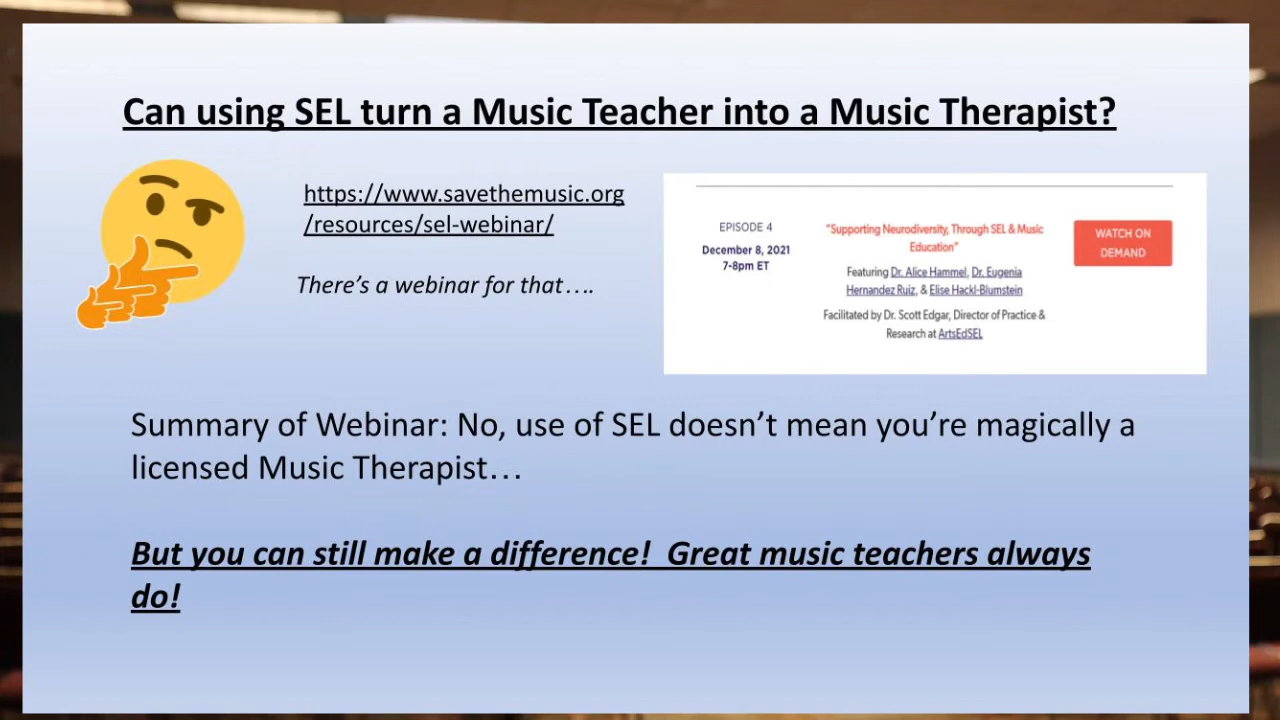 Can using SEL turn a Music Teacher into a Music Therapist?
https://www.savethemusic.org
/resources/sel-webinar/
There's a webinar for that….
EPISODE 4
December 8, 2021
7-8pm ET
"Supporting Neurodiversity, Through SEL & Music
Education"
Featuring Dr. Alice Hammel, Dr. Eugenia
Hernandez Ruiz, & Elise Hackl-Blumstein
Facilitated by Dr. Scott Edgar, Director of Practice &
Research at ArtsEdSEL
WATCH ON
DEMAND
Summary of Webinar: No, use of SEL doesn't mean you're magically a
licensed Music Therapist…
But you can still make a difference!  Great music teachers always
do!